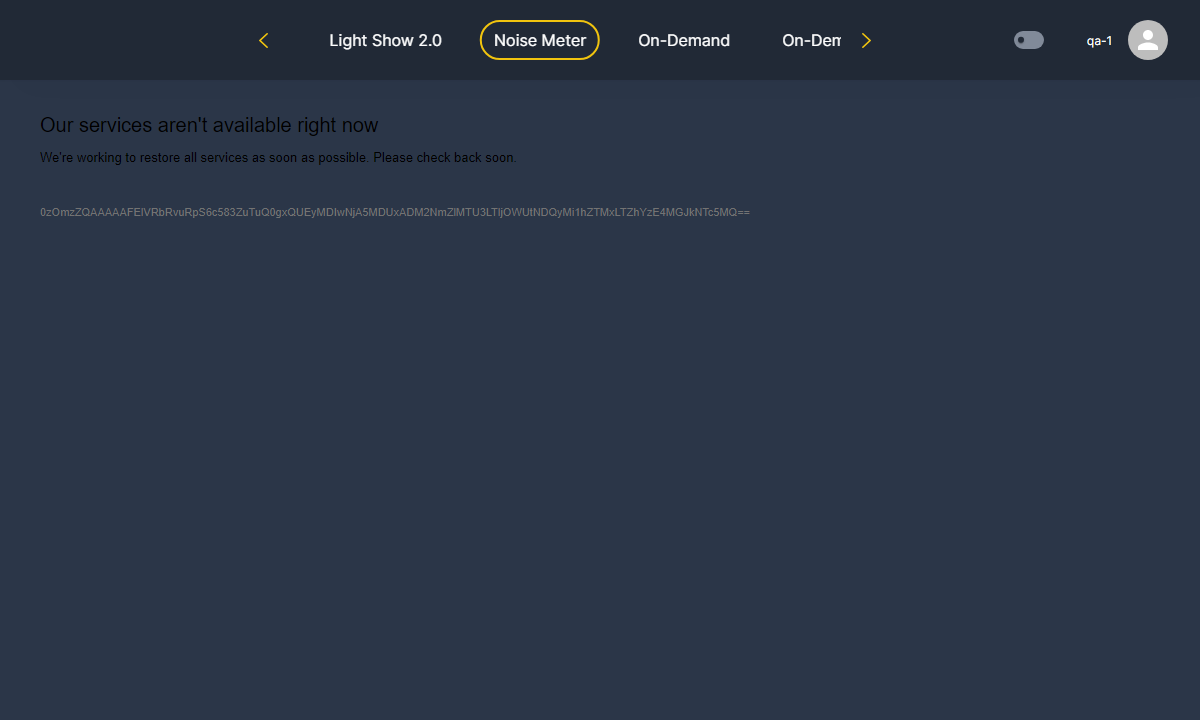 Light Show 2.0
Noise Meter
On-Demand
On-Dem
qa-1
Our services aren't available right now
We're working to restore all services as soon as possible. Please check back soon.
0zOmzZQAAAAAFElVRbRvuRpS6c583ZuTuQ0gxQUEyMDIwNjA5MDUxADM2NmZlMTU3LTljOWUtNDQyMi1hZTMxLTZhYzE4MGJkNTc5MQ==